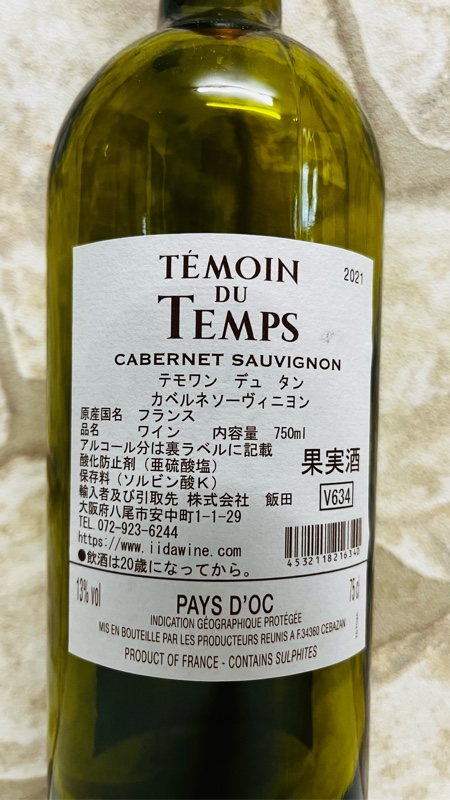 TÉMOIN
2021
DU
TEMPS
CABERNET SAUVIGNON
テモワン デュ タン
カベルネソーヴィニヨン
原産国名 フランス
品名 ワイン 内容量 750ml
アルコール分は裏ラベルに記載
酸化防止剤（亜硫酸塩）
果実酒
保存料（ソルビン酸K）
輸入者及び引取先 株式会社 飯田
V634
大阪府八尾市安中町1-1-29
TEL.072-923-6244
https://www.iidawine.com
4532118216340
●飲酒は20歳になってから。
13% vol
PAYS D'OC
75 cl
INDICATION GÉOGRAPHIQUE PROTÉGÉE
MIS EN BOUTEILLE PAR LES PRODUCTEURS REUNIS A F.34360 CEBAZAN
PRODUCT OF FRANCE - CONTAINS SULPHITES